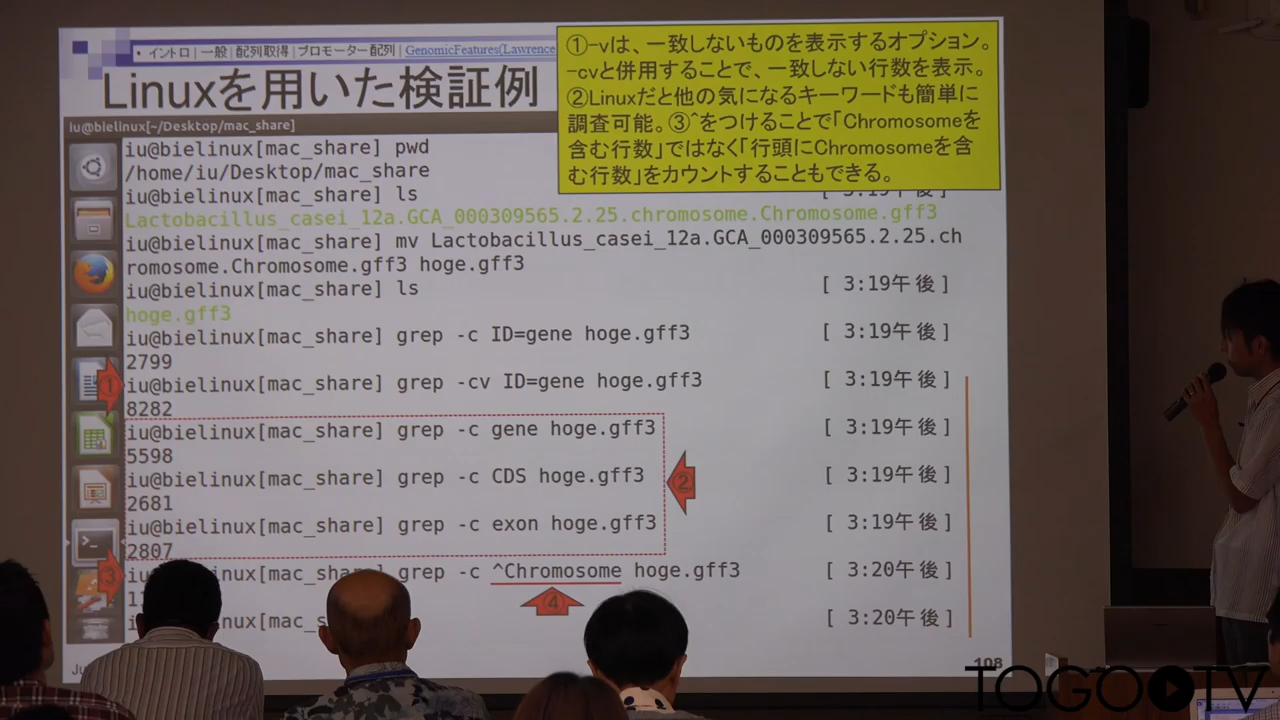 • イントロ | 一般 | 配列取得 | プロモーター配列 | GenomicFeatures(Lawrence
Linuxを用いた検証例
①-vは、一致しないものを表示するオプション。
-cvと併用することで、一致しない行数を表示。
②Linuxだと他の気になるキーワードも簡単に
調査可能。③^をつけることで「Chromosomeを
含む行数」ではなく「行頭にChromosomeを含
む行数」をカウントすることもできる。
iu@bielinux[~/Desktop/mac_share]
iu@bielinux[mac_share] pwd
/home/iu/Desktop/mac_share
iu@bielinux[mac_share] ls [ 3:19午後]
Lactobacillus_casei_12a.GCA_000309565.2.25.chromosome.Chromosome.gff3
iu@bielinux[mac_share] mv Lactobacillus_casei_12a.GCA_000309565.2.25.ch
romosome.Chromosome.gff3 hoge.gff3
iu@bielinux[mac_share] ls [ 3:19午後]
hoge.gff3
iu@bielinux[mac_share] grep -c ID=gene hoge.gff3 [ 3:19午後]
2799
① iu@bielinux[mac_share] grep -cv ID=gene hoge.gff3 [ 3:19午後]
8282
iu@bielinux[mac_share] grep -c gene hoge.gff3 [ 3:19午後]
5598
iu@bielinux[mac_share] grep -c CDS hoge.gff3 [ 3:19午後]
②
2681
iu@bielinux[mac_share] grep -c exon hoge.gff3 [ 3:19午後]
2807
③ iu linux[mac_share] grep -c ^Chromosome hoge.gff3 [ 3:20午後]
④
nux[mac_s [ 3:20午後]
108
TOGOTV